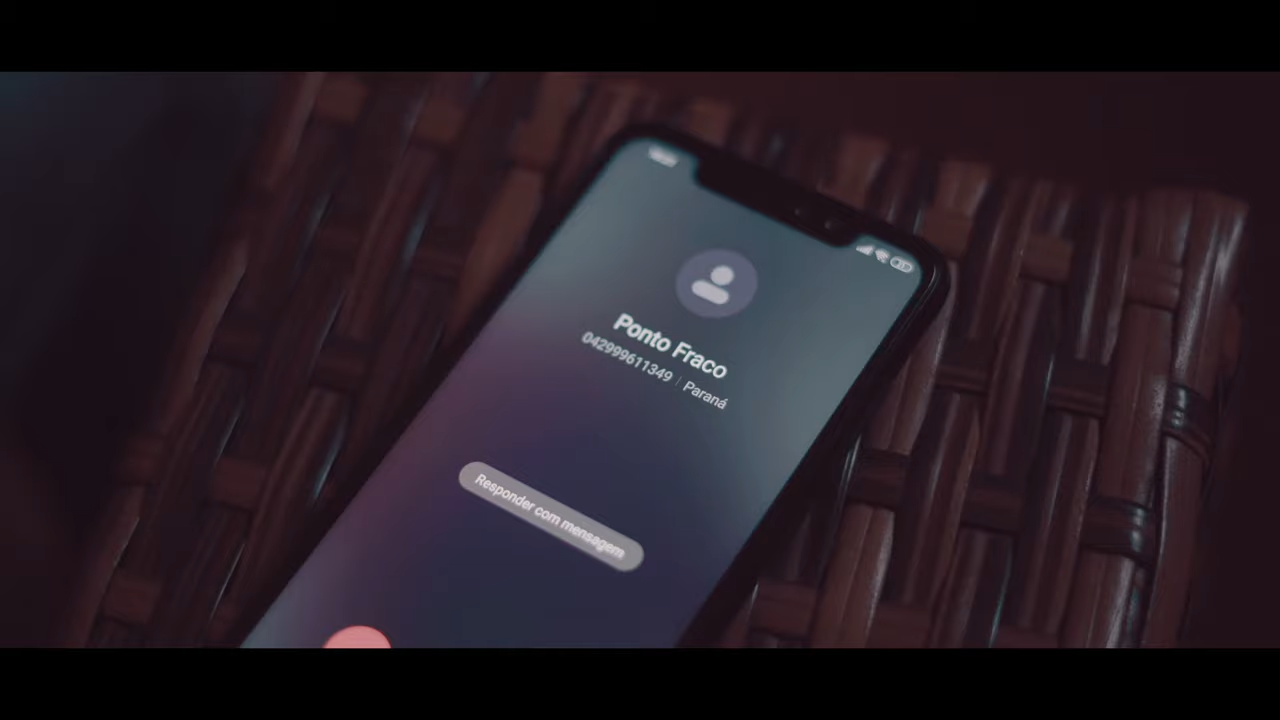 Ponto Fraco
042999611349 | Paraná
Responder com mensagem